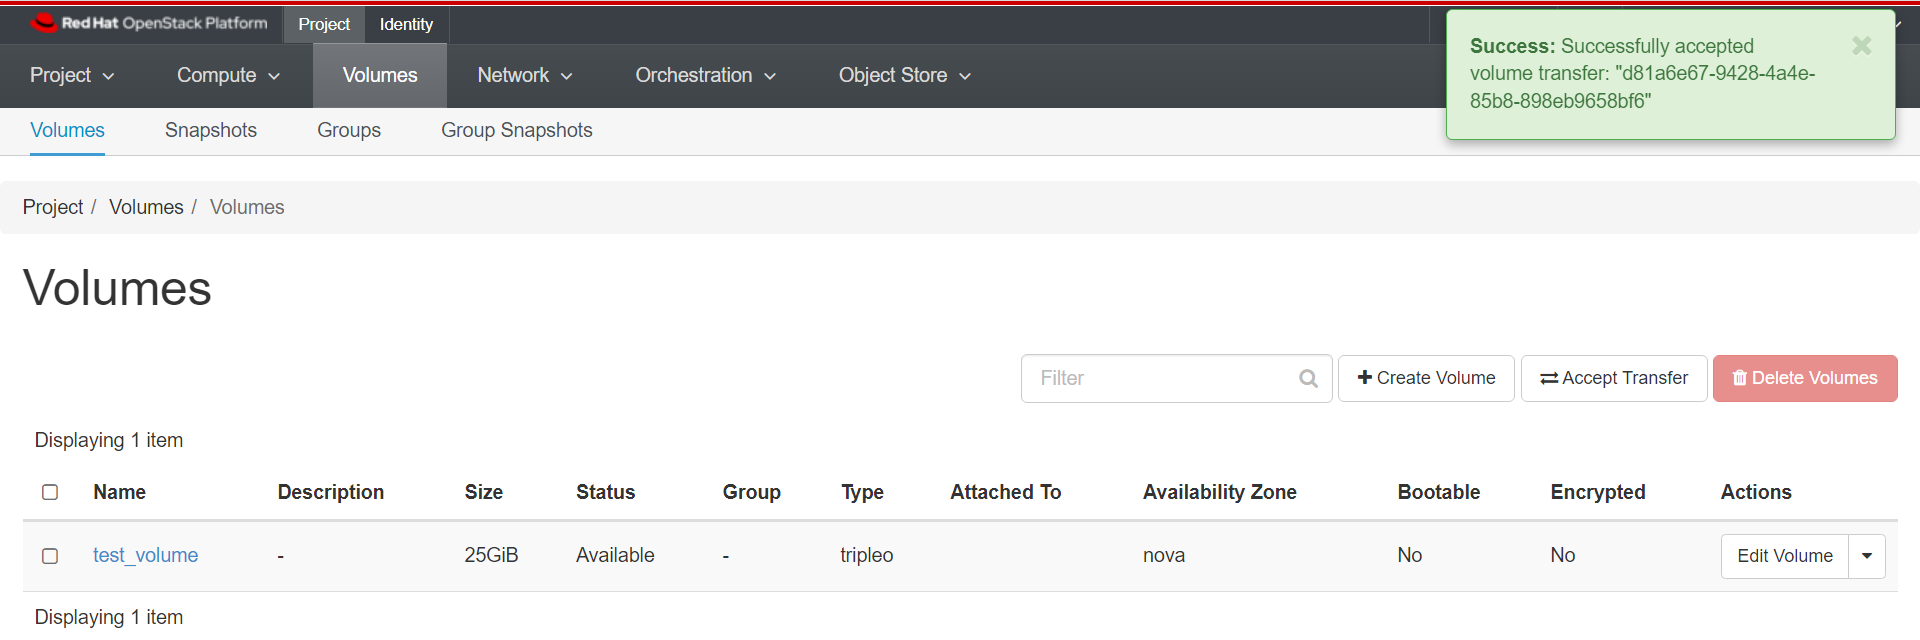 Red Hat OpenStack Platform Project Identity
Project Compute Volumes Network Orchestration Object Store
Success: Successfully accepted
volume transfer: "d81a6e67-9428-4a4e-
85b8-898eb9658bf6"
Volumes Snapshots Groups Group Snapshots
Project / Volumes / Volumes
Volumes
Filter Create Volume Accept Transfer Delete Volumes
Displaying 1 item
Name Description Size Status Group Type Attached To Availability Zone Bootable Encrypted Actions
test_volume - 25GiB Available - tripleo nova No No Edit Volume
Displaying 1 item